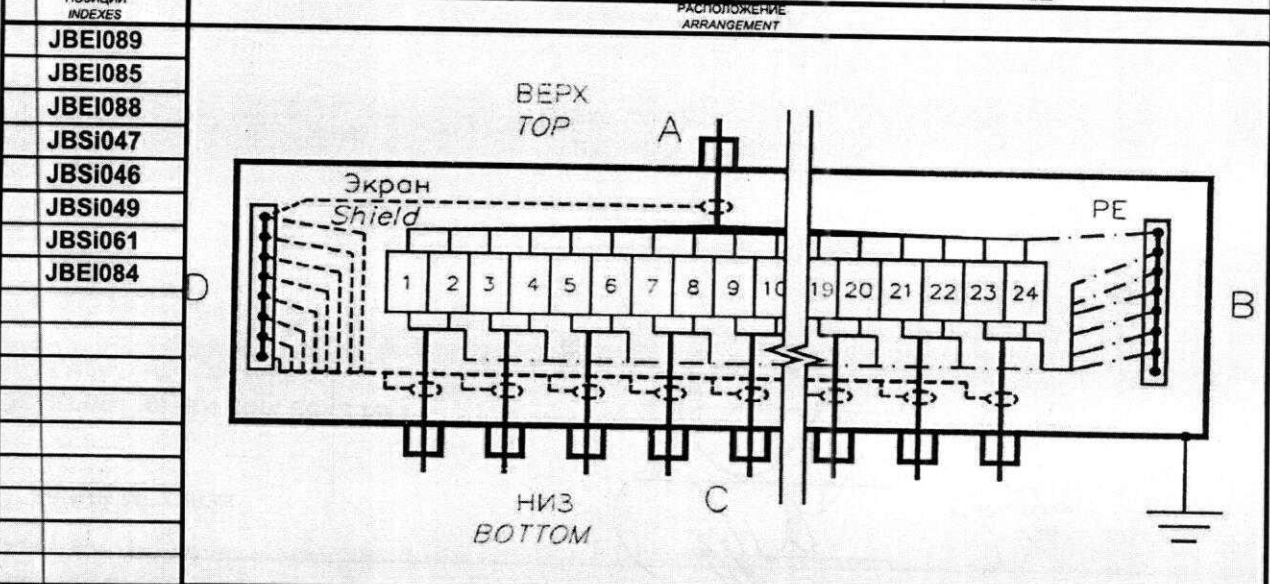 INDEXES
РАСПОЛОЖЕНИЕ
ARRANGEMENT
JBEI089
JBEI085
JBEI088
JBSi047
JBSi046
JBSi049
JBSi061
JBEI084
ВЕРХ
TOP
A
Экран
Shield
PE
D
1 2 3 4 5 6 7 8 9 10 19 20 21 22 23 24
B
НИЗ
BOTTOM
C